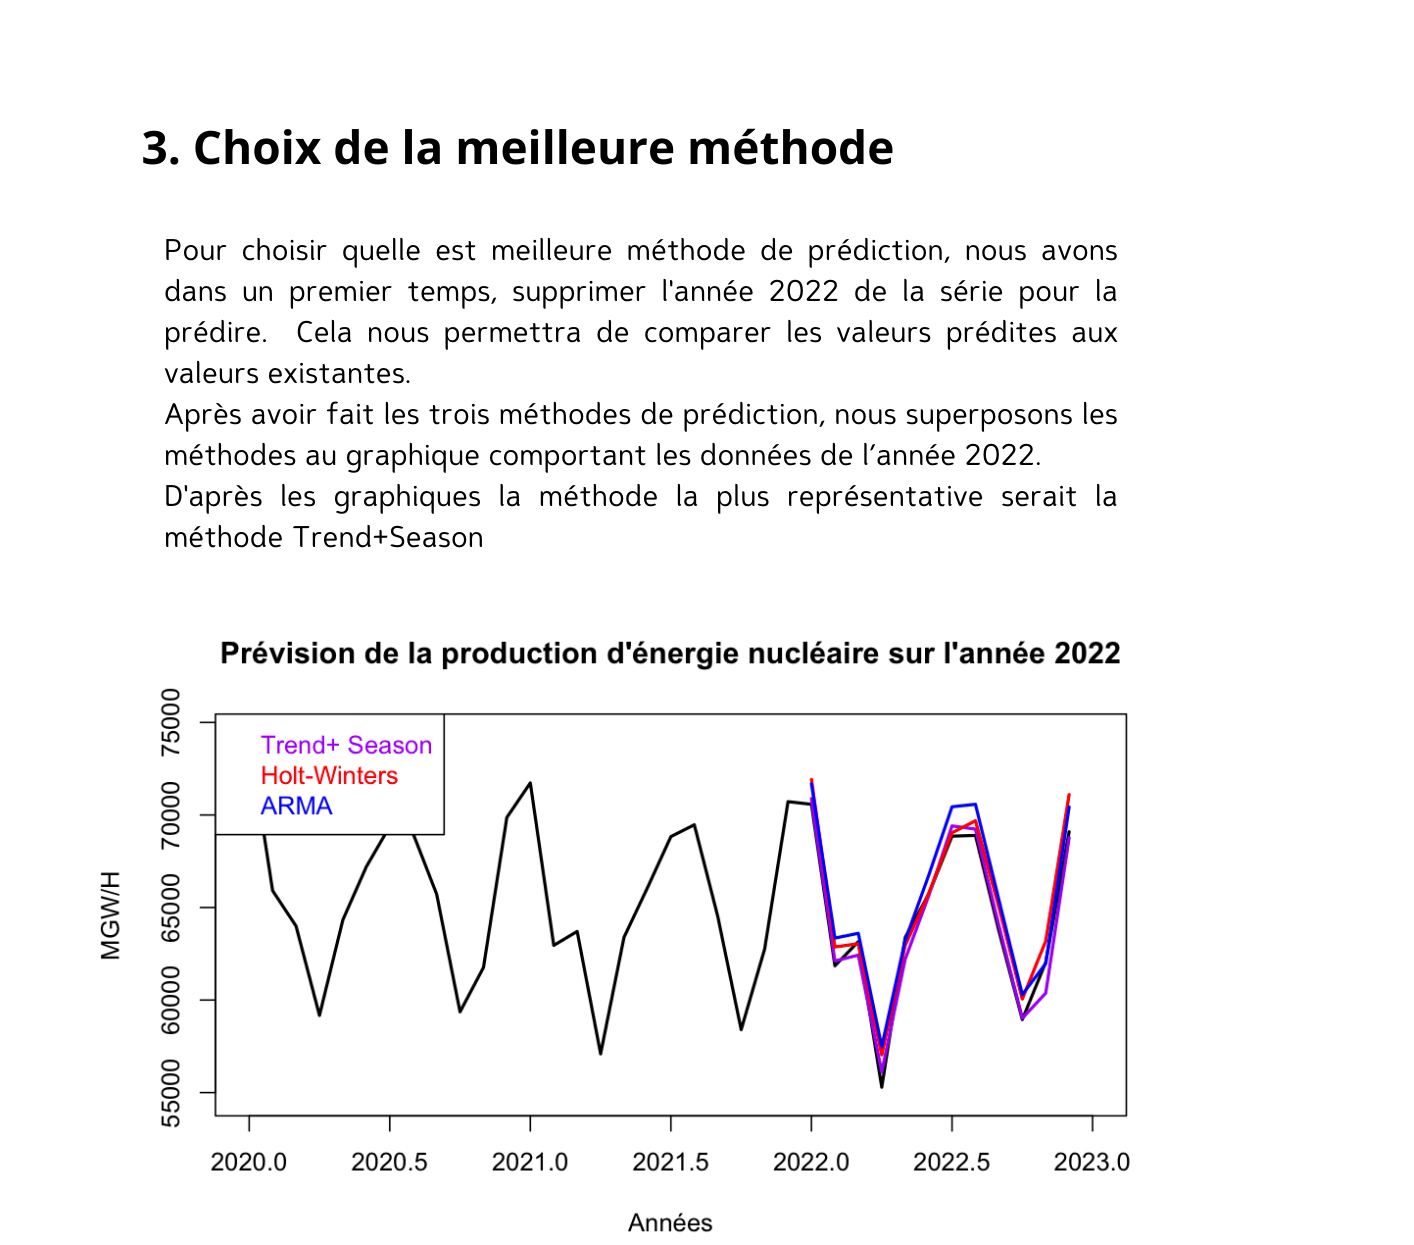 3. Choix de la meilleure méthode
Pour choisir quelle est meilleure méthode de prédiction, nous avons
dans un premier temps, supprimer l'année 2022 de la série pour la
prédire. Cela nous permettra de comparer les valeurs prédites aux
valeurs existantes.
Après avoir fait les trois méthodes de prédiction, nous superposons les
méthodes au graphique comportant les données de l’année 2022.
D'après les graphiques la méthode la plus représentative serait la
méthode Trend+Season
Prévision de la production d'énergie nucléaire sur l'année 2022
75000
70000
65000
60000
55000
MGW/H
Trend+ Season
Holt-Winters
ARMA
2020.0 2020.5 2021.0 2021.5 2022.0 2022.5 2023.0
Années